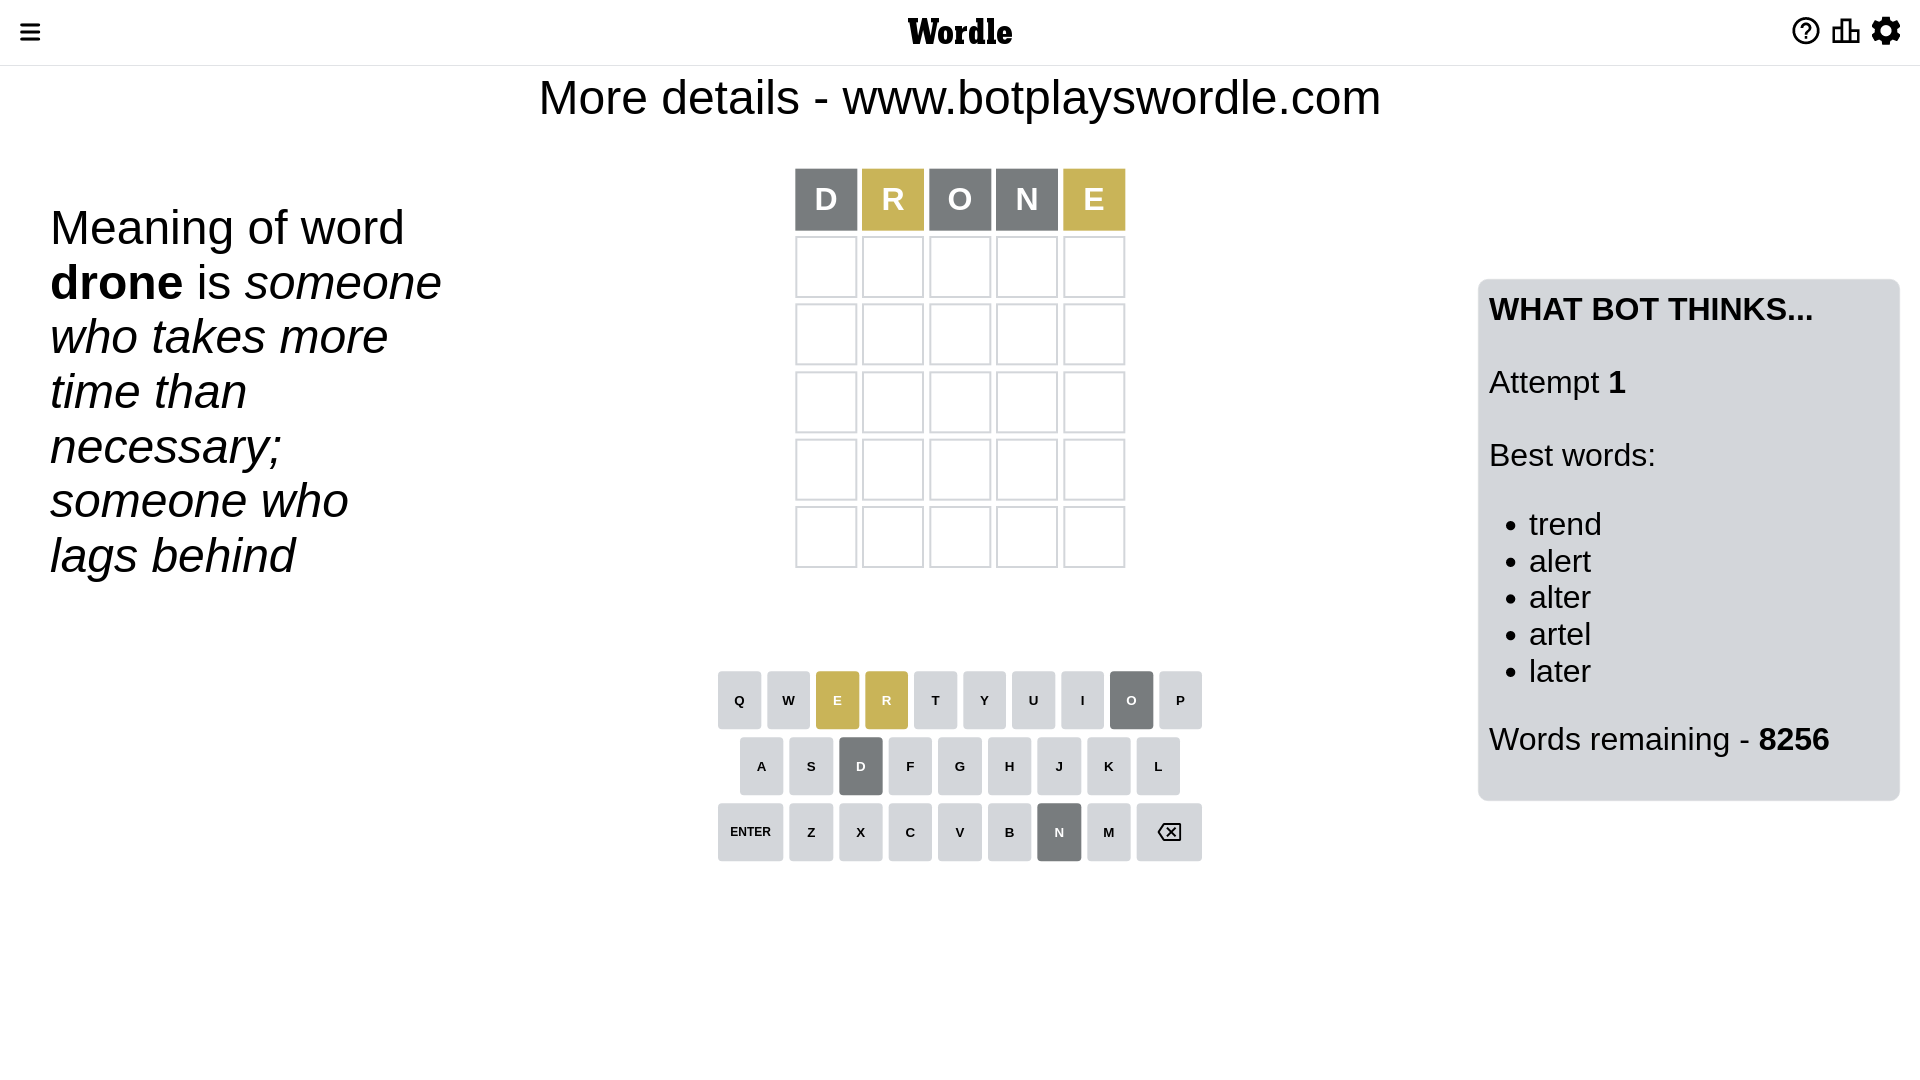 Wordle
More details - www.botplayswordle.com
Meaning of word
drone is someone
who takes more
time than
necessary;
someone who
lags behind
D R O N E
WHAT BOT THINKS...
Attempt 1
Best words:
• trend
• alert
• alter
• artel
• later
Words remaining - 8256
Q W E R T Y U I O P
A S D F G H J K L
ENTER Z X C V B N M